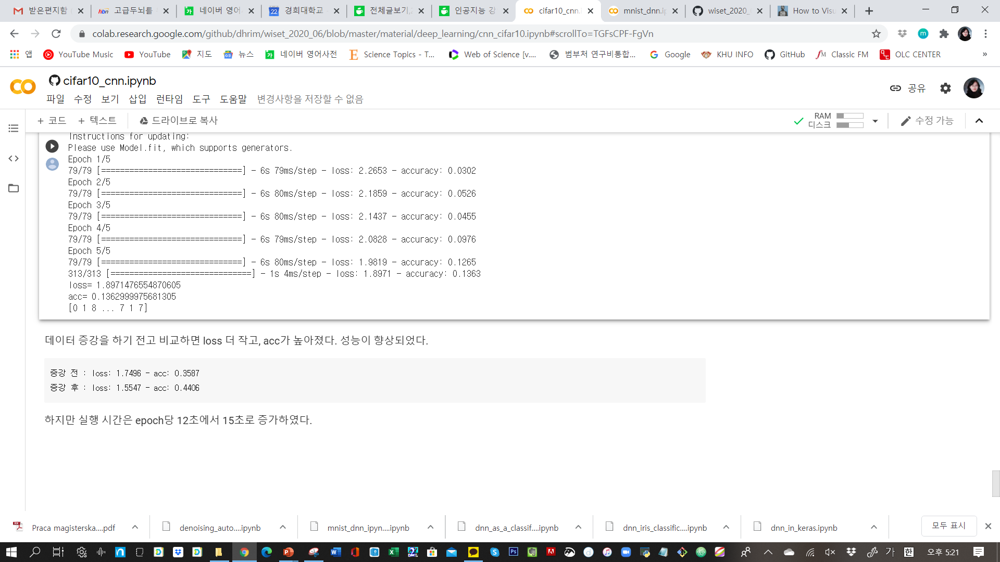 받은편지함
고급두뇌를
네이버 영어
경희대학교
전체글보기
인공지능 강
cifar10_cnn.
mnist_dnn.ip
wiset_2020_
How to Visu
colab.research.google.com/github/dhrim/wiset_2020_06/blob/master/material/deep_learning/cnn_cifar10.ipynb#scrollTo=TGFsCPF-FgVn
앱 YouTube Music YouTube 지도 뉴스 네이버 영어사전 Science Topics - T... Web of Science [v.... 범부처 연구비통합... Google KHU INFO GitHub Classic FM OLC CENTER »
cifar10_cnn.ipynb
파일 수정 보기 삽입 런타임 도구 도움말 변경사항을 저장할 수 없음
공유
+ 코드 + 텍스트 드라이브로 복사
RAM
디스크
수정 가능
Instructions for updating:
Please use Model.fit, which supports generators.
Epoch 1/5
79/79 [==============================] - 6s 79ms/step - loss: 2.2653 - accuracy: 0.0302
Epoch 2/5
79/79 [==============================] - 6s 80ms/step - loss: 2.1859 - accuracy: 0.0526
Epoch 3/5
79/79 [==============================] - 6s 80ms/step - loss: 2.1437 - accuracy: 0.0455
Epoch 4/5
79/79 [==============================] - 6s 79ms/step - loss: 2.0828 - accuracy: 0.0976
Epoch 5/5
79/79 [==============================] - 6s 80ms/step - loss: 1.9819 - accuracy: 0.1265
313/313 [==============================] - 1s 4ms/step - loss: 1.8971 - accuracy: 0.1363
loss= 1.8971476554870605
acc= 0.1362999975681305
[0 1 8 ... 7 1 7]
데이터 증강을 하기 전고 비교하면 loss 더 작고, acc가 높아졌다. 성능이 향상되었다.
증강 전 : loss: 1.7496 - acc: 0.3587
증강 후 : loss: 1.5547 - acc: 0.4406
하지만 실행 시간은 epoch당 12초에서 15초로 증가하였다.
Praca magisterska....pdf
denoising_auto....ipynb
mnist_dnn_ipyn....ipynb
dnn_as_a_classif....ipynb
dnn_iris_classific....ipynb
dnn_in_keras.ipynb
모두 표시
가 한 오후 5:21